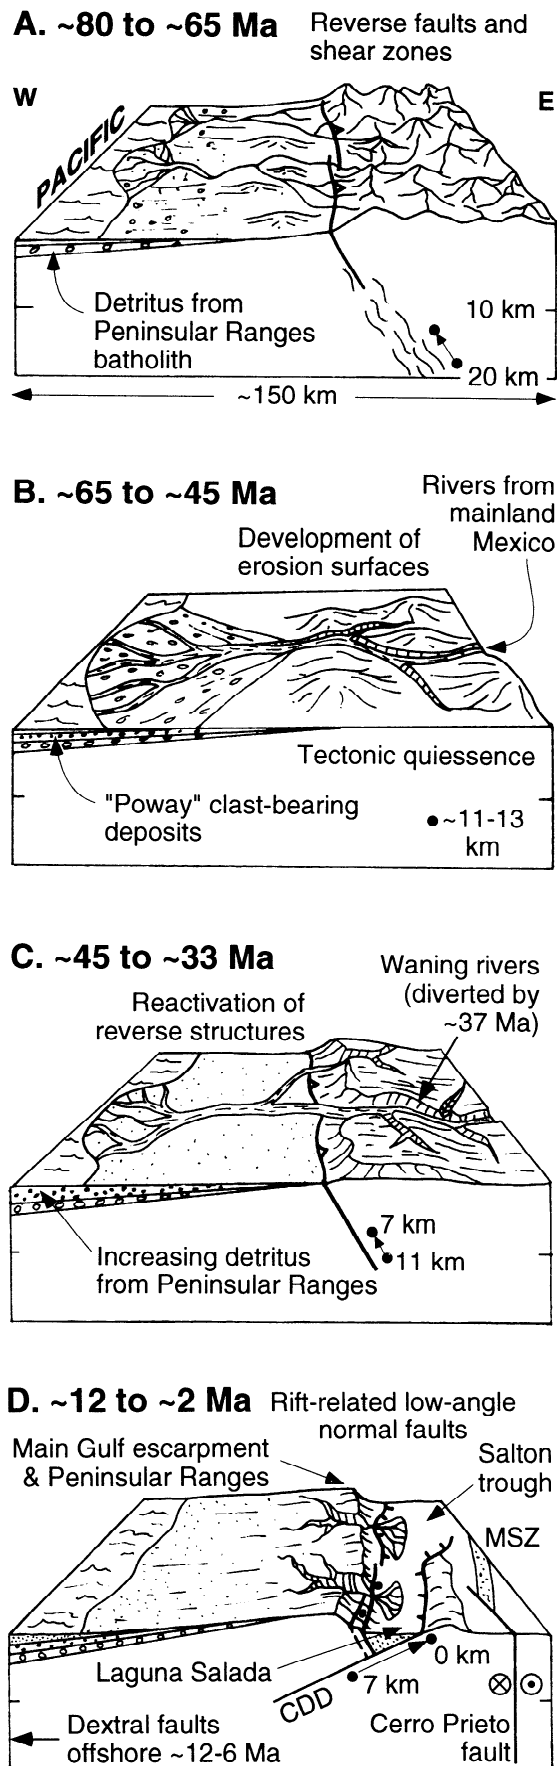 A. ~80 to ~65 Ma
Reverse faults and
shear zones
W
E
PACIFIC
Detritus from
Peninsular Ranges
batholith
10 km
20 km
~150 km
B. ~65 to ~45 Ma
Rivers from
mainland
Mexico
Development of
erosion surfaces
Tectonic quiessence
"Poway" clast-bearing
deposits
~11-13
km
C. ~45 to ~33 Ma
Waning rivers
(diverted by
~37 Ma)
Reactivation of
reverse structures
7 km
11 km
Increasing detritus
from Peninsular Ranges
D. ~12 to ~2 Ma
Rift-related low-angle
normal faults
Main Gulf escarpment
& Peninsular Ranges
Salton
trough
MSZ
Laguna Salada
0 km
7 km
CDD
Dextral faults
offshore ~12-6 Ma
Cerro Prieto
fault